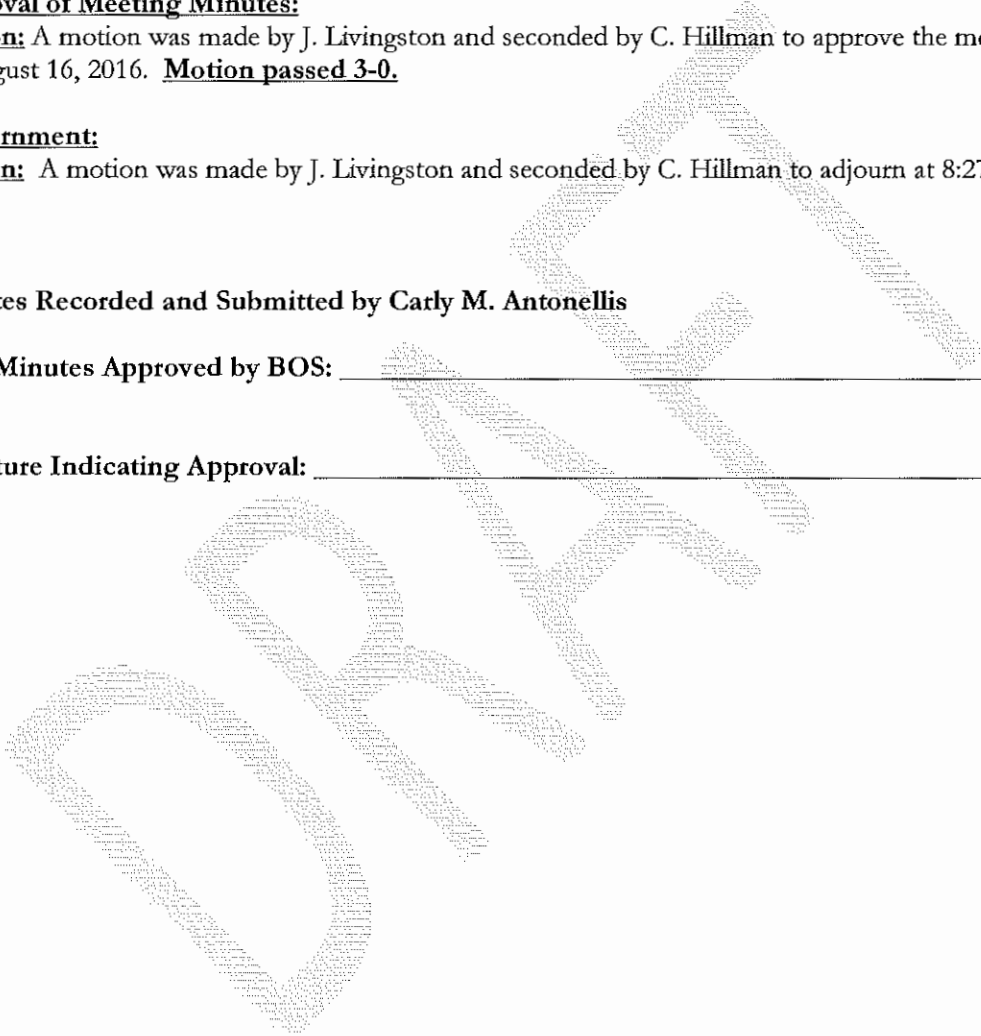 oval of Meeting Minutes:
n: A motion was made by J. Livingston and seconded by C. Hillman to approve the m
gust 16, 2016. Motion passed 3-0.
rnment:
n: A motion was made by J. Livingston and seconded by C. Hillman to adjourn at 8:27
tes Recorded and Submitted by Carly M. Antonellis
Minutes Approved by BOS:
ture Indicating Approval:
DRAFT